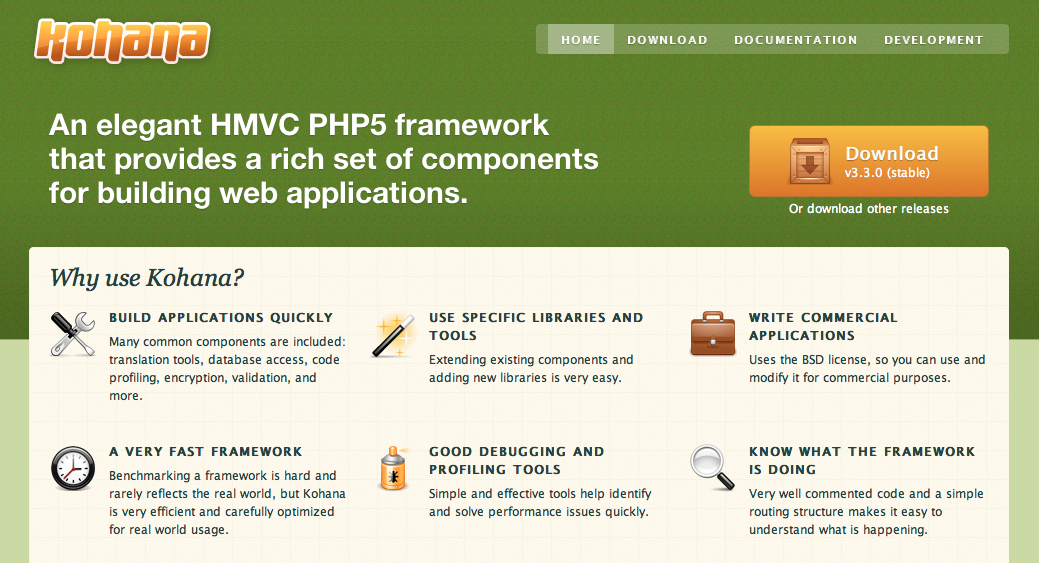 kohana
HOME DOWNLOAD DOCUMENTATION DEVELOPMENT
An elegant HMVC PHP5 framework
that provides a rich set of components
for building web applications.
Download
v3.3.0 (stable)
Or download other releases
Why use Kohana?
BUILD APPLICATIONS QUICKLY
Many common components are included:
translation tools, database access, code
profiling, encryption, validation, and
more.
USE SPECIFIC LIBRARIES AND
TOOLS
Extending existing components and
adding new libraries is very easy.
WRITE COMMERCIAL
APPLICATIONS
Uses the BSD license, so you can use and
modify it for commercial purposes.
A VERY FAST FRAMEWORK
Benchmarking a framework is hard and
rarely reflects the real world, but Kohana
is very efficient and carefully optimized
for real world usage.
GOOD DEBUGGING AND
PROFILING TOOLS
Simple and effective tools help identify
and solve performance issues quickly.
KNOW WHAT THE FRAMEWORK
IS DOING
Very well commented code and a simple
routing structure makes it easy to
understand what is happening.